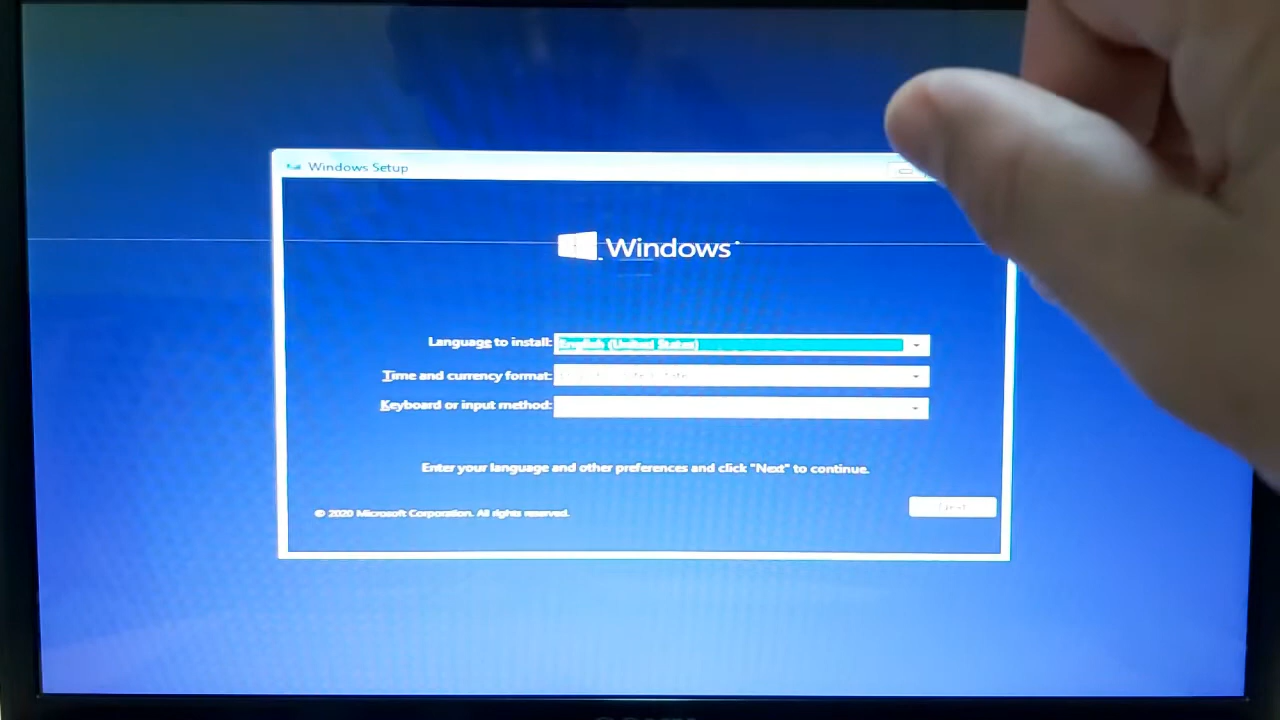 Windows Setup
Windows
Language to install: English (United States)
Time and currency format:
Keyboard or input method:
Enter your language and other preferences and click "Next" to continue.
© 2020 Microsoft Corporation. All rights reserved.
Next